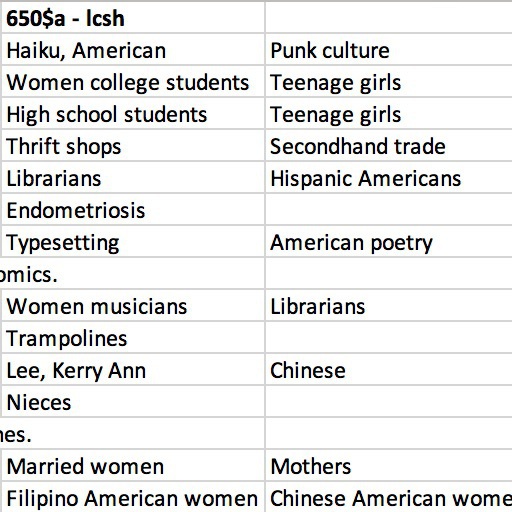 650$a - lcsh
Haiku, American Punk culture
Women college students Teenage girls
High school students Teenage girls
Thrift shops Secondhand trade
Librarians Hispanic Americans
Endometriosis
Typesetting American poetry
omics.
Women musicians Librarians
Trampolines
Lee, Kerry Ann Chinese
Nieces
nes.
Married women Mothers
Filipino American women Chinese American wome